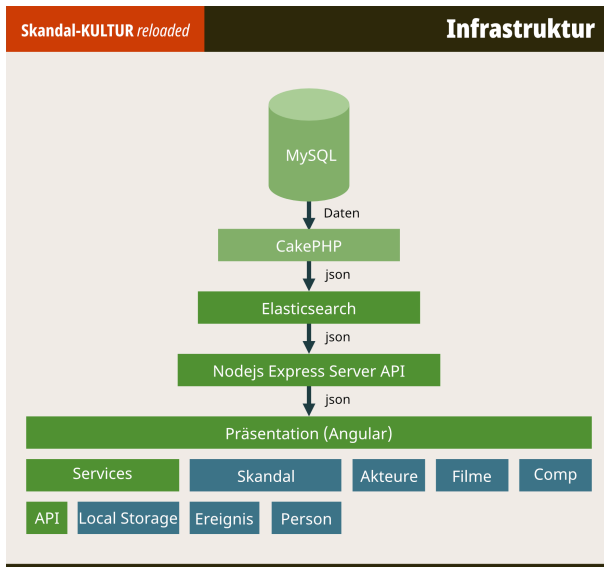 Skandal-KULTUR reloaded
Infrastruktur
MySQL
Daten
CakePHP
json
Elasticsearch
json
Nodejs Express Server API
json
Präsentation (Angular)
Services
Skandal
Akteure
Filme
Comp
API
Local Storage
Ereignis
Person